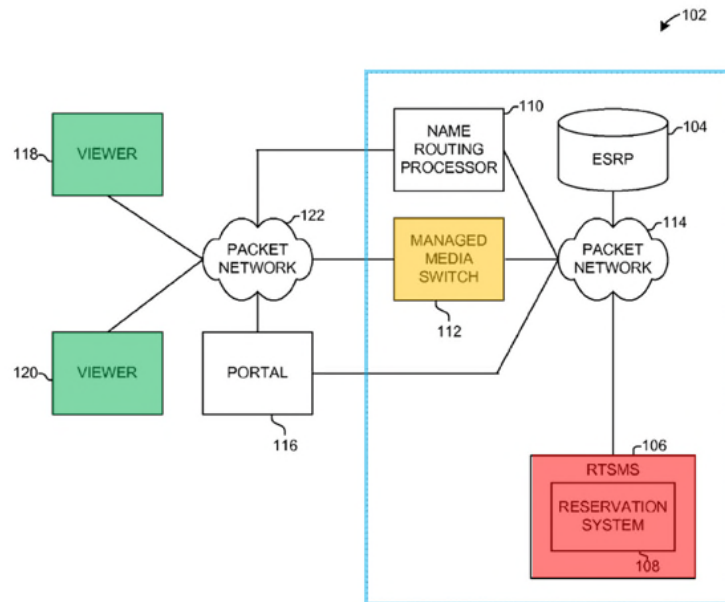 102
110
104
118
VIEWER
NAME
ROUTING
PROCESSOR
ESRP
122
114
PACKET
NETWORK
MANAGED
MEDIA
SWITCH
PACKET
NETWORK
112
120
VIEWER
PORTAL
116
106
RTSMS
RESERVATION
SYSTEM
108